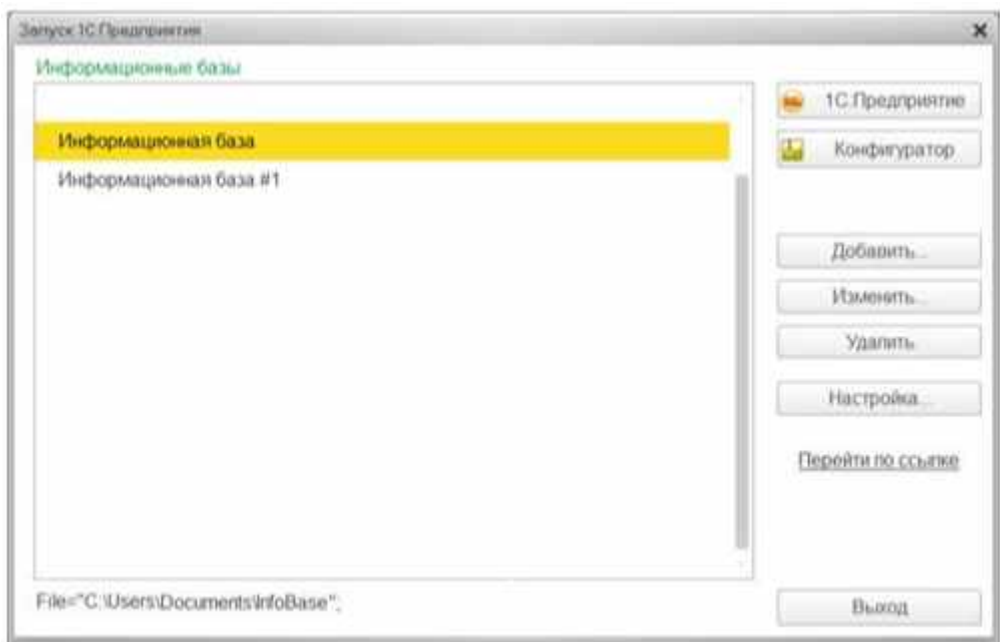 Запуск 1С:Предприятия
Информационные базы
Информационная база
Информационная база #1
1С:Предприятие
Конфигуратор
Добавить...
Изменить...
Удалить
Настройка...
Перейти по ссылке
File="C:\Users\Documents\InfoBase";
Выход